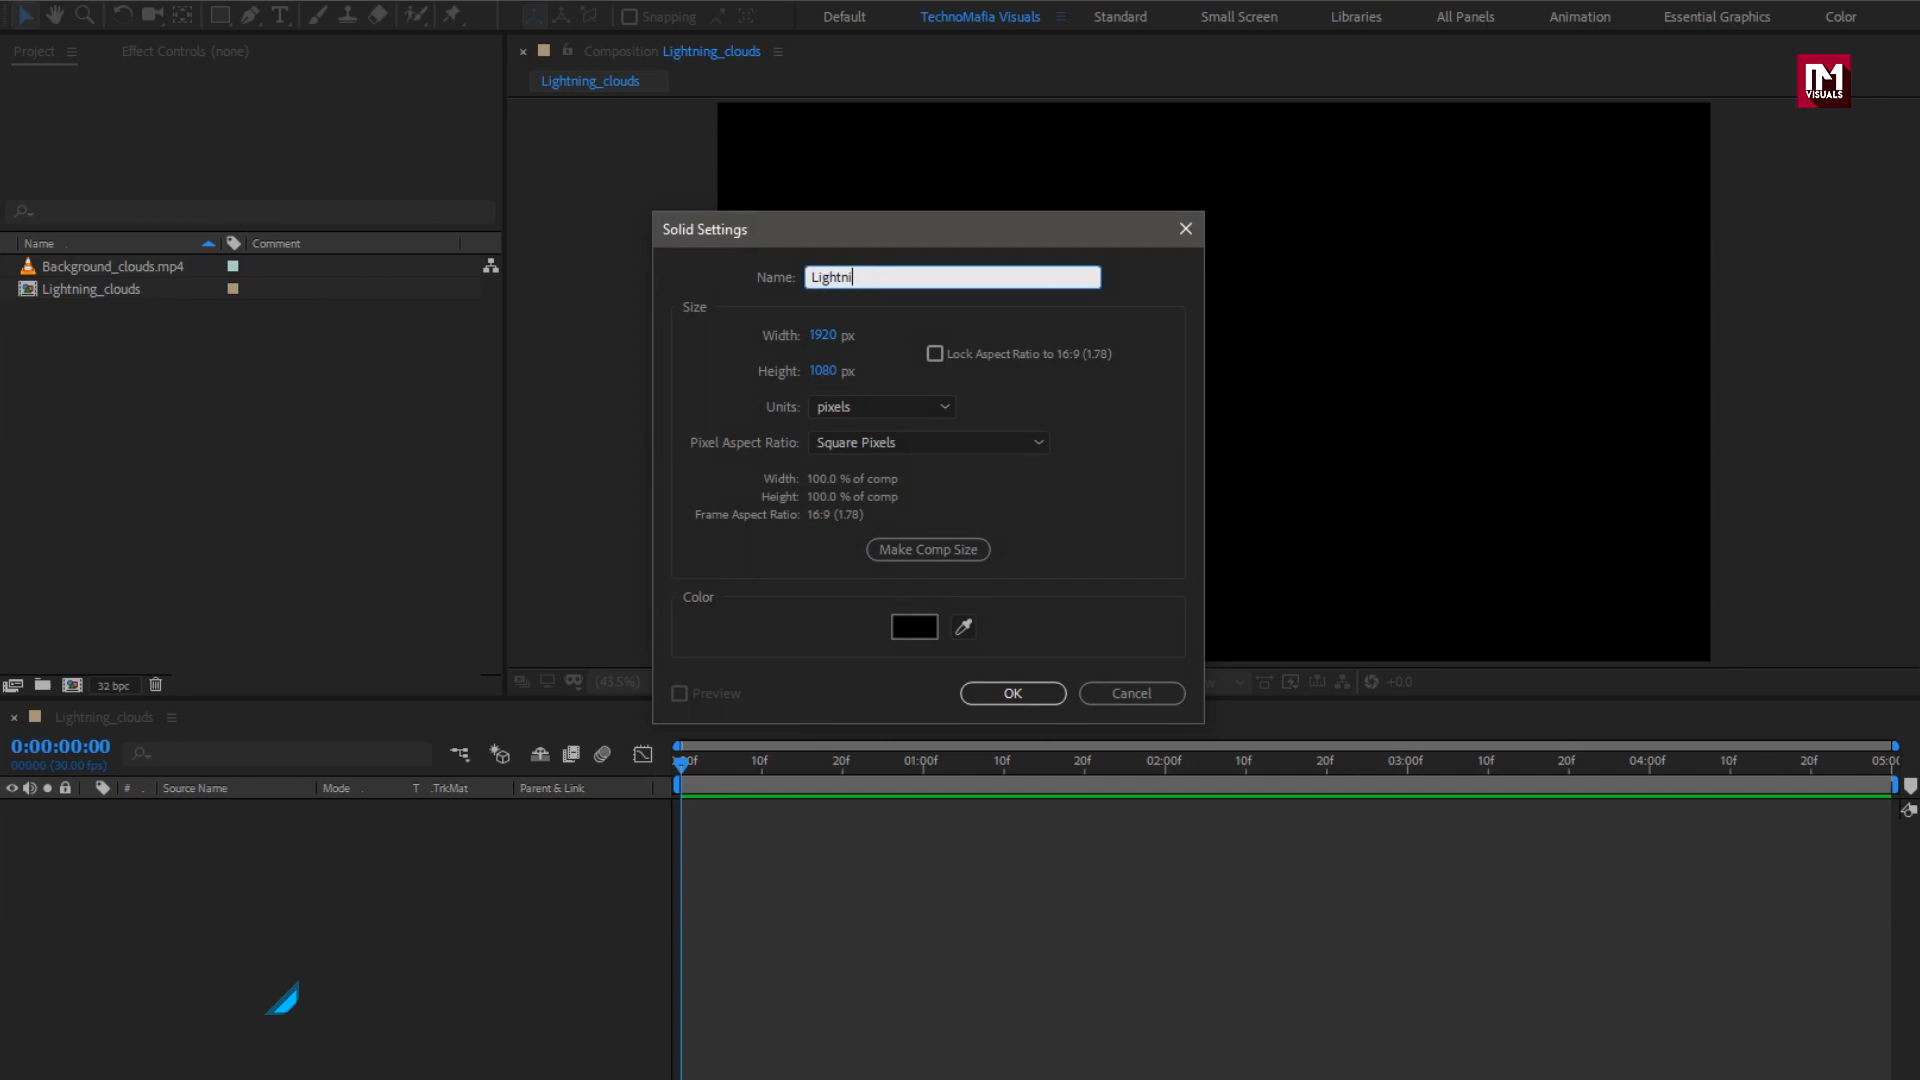 Snapping
Default
TechnoMafia Visuals
Standard
Small Screen
Libraries
All Panels
Animation
Essential Graphics
Color
Project
Effect Controls (none)
Composition Lightning_clouds
Lightning_clouds
VISUALS
Name
Comment
Background_clouds.mp4
Lightning_clouds
Solid Settings
Name: Lightni
Size
Width: 1920 px
Lock Aspect Ratio to 16:9 (1.78)
Height: 1080 px
Units: pixels
Pixel Aspect Ratio: Square Pixels
Width: 100.0 % of comp
Height: 100.0 % of comp
Frame Aspect Ratio: 16:9 (1.78)
Make Comp Size
Color
Preview
OK
Cancel
32 bpc
(43.5%)
+0.0
Lightning_clouds
0:00:00:00
00000 (30.00 fps)
10f 20f 01:00f 10f 20f 02:00f 10f 20f 03:00f 10f 20f 04:00f 10f 20f
# Source Name Mode T .TrkMat Parent & Link